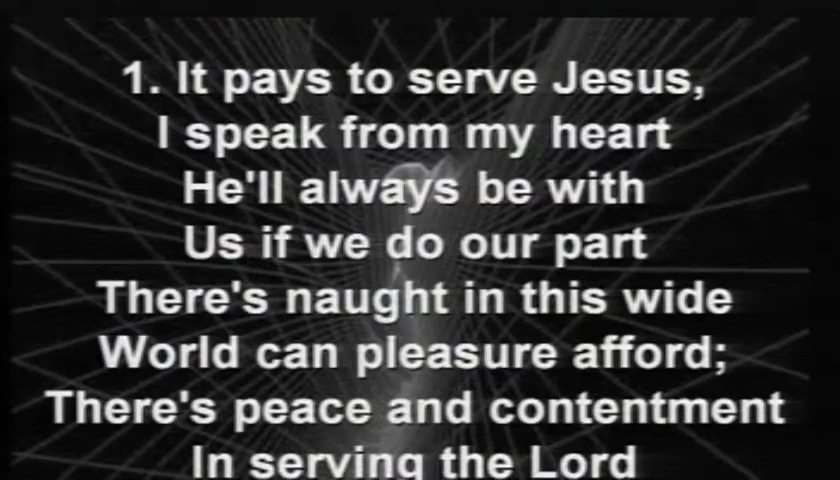 1. It pays to serve Jesus,
I speak from my heart
He'll always be with
Us if we do our part
There's naught in this wide
World can pleasure afford;
There's peace and contentment
In serving the Lord